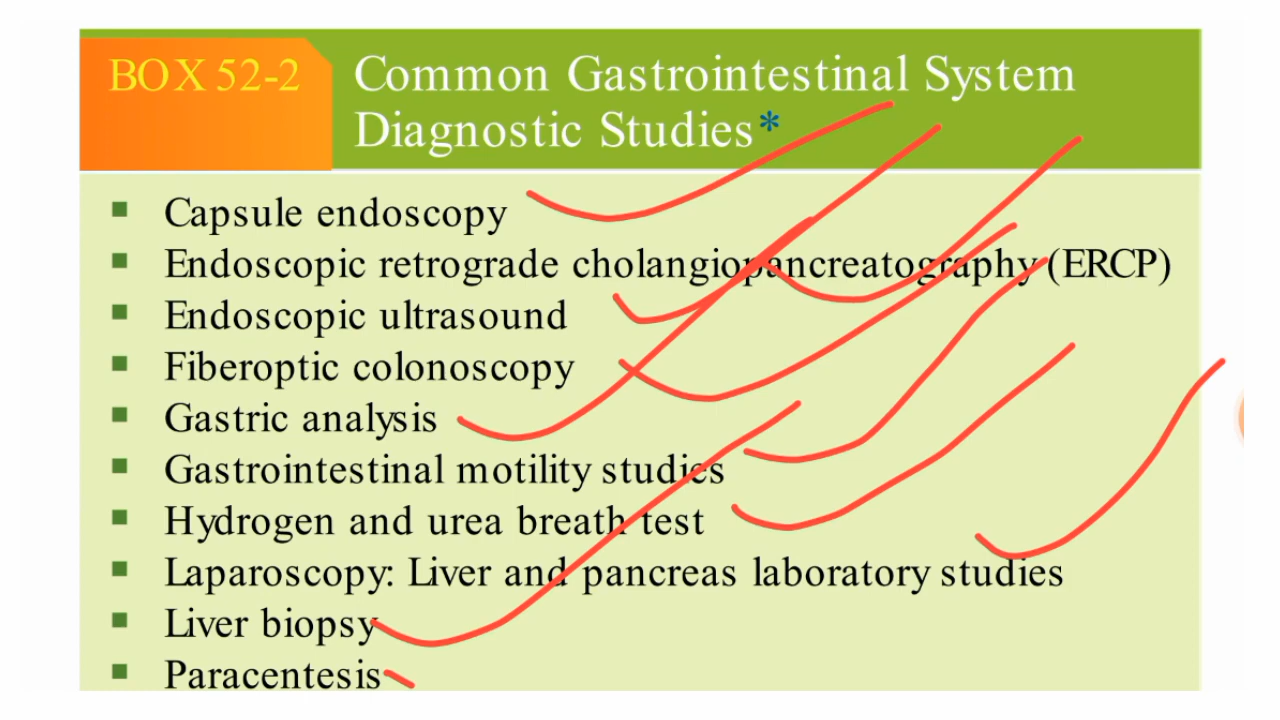 BOX 52-2
Common Gastrointestinal System
Diagnostic Studies*
Capsule endoscopy
Endoscopic retrograde cholangiopancreatography (ERCP)
Endoscopic ultrasound
Fiberoptic colonoscopy
Gastric analysis
Gastrointestinal motility studies
Hydrogen and urea breath test
Laparoscopy: Liver and pancreas laboratory studies
Liver biopsy
Paracentesis